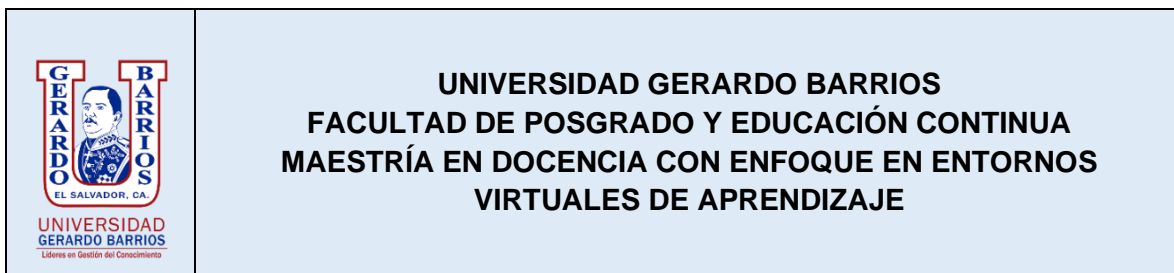 GERARDO
BARRIOS
EL SALVADOR, CA.
UNIVERSIDAD
GERARDO BARRIOS
Líderes en Gestión del Conocimiento
UNIVERSIDAD GERARDO BARRIOS
FACULTAD DE POSGRADO Y EDUCACIÓN CONTINUA
MAESTRÍA EN DOCENCIA CON ENFOQUE EN ENTORNOS
VIRTUALES DE APRENDIZAJE